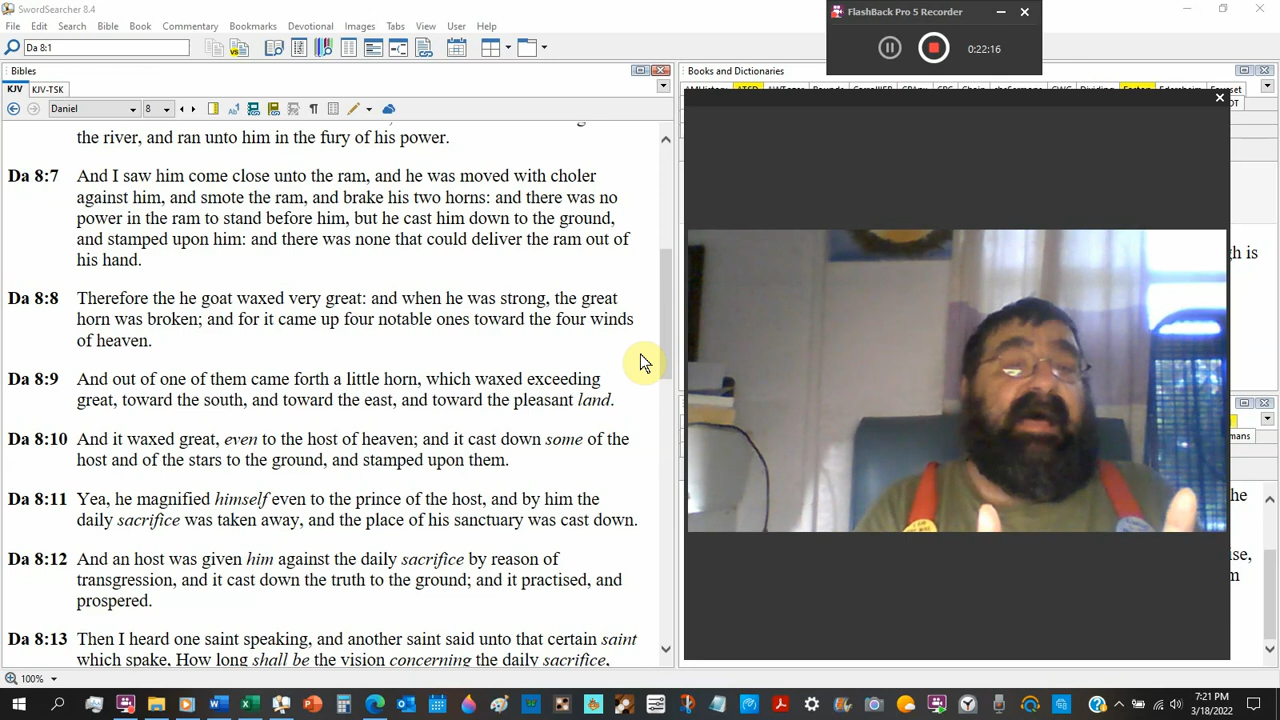 SwordSearcher 8.4
File Edit Search Bible Book Commentary Bookmarks Devotional Images Tabs View User Help
Da 8:1
FlashBack Pro 5 Recorder
0:22:16
Bibles
Books and Dictionaries
KJV KJV-TSK
Daniel 8
the river, and ran unto him in the fury of his power.
Da 8:7 And I saw him come close unto the ram, and he was moved with choler
against him, and smote the ram, and brake his two horns: and there was no
power in the ram to stand before him, but he cast him down to the ground,
and stamped upon him: and there was none that could deliver the ram out of
his hand.
Da 8:8 Therefore the he goat waxed very great: and when he was strong, the great
horn was broken; and for it came up four notable ones toward the four winds
of heaven.
Da 8:9 And out of one of them came forth a little horn, which waxed exceeding
great, toward the south, and toward the east, and toward the pleasant land.
Da 8:10 And it waxed great, even to the host of heaven; and it cast down some of the
host and of the stars to the ground, and stamped upon them.
Da 8:11 Yea, he magnified himself even to the prince of the host, and by him the
daily sacrifice was taken away, and the place of his sanctuary was cast down.
Da 8:12 And an host was given him against the daily sacrifice by reason of
transgression, and it cast down the truth to the ground; and it practised, and
prospered.
Da 8:13 Then I heard one saint speaking, and another saint said unto that certain saint
which spake, How long shall be the vision concerning the daily sacrifice,
100%
7:21 PM
3/18/2022